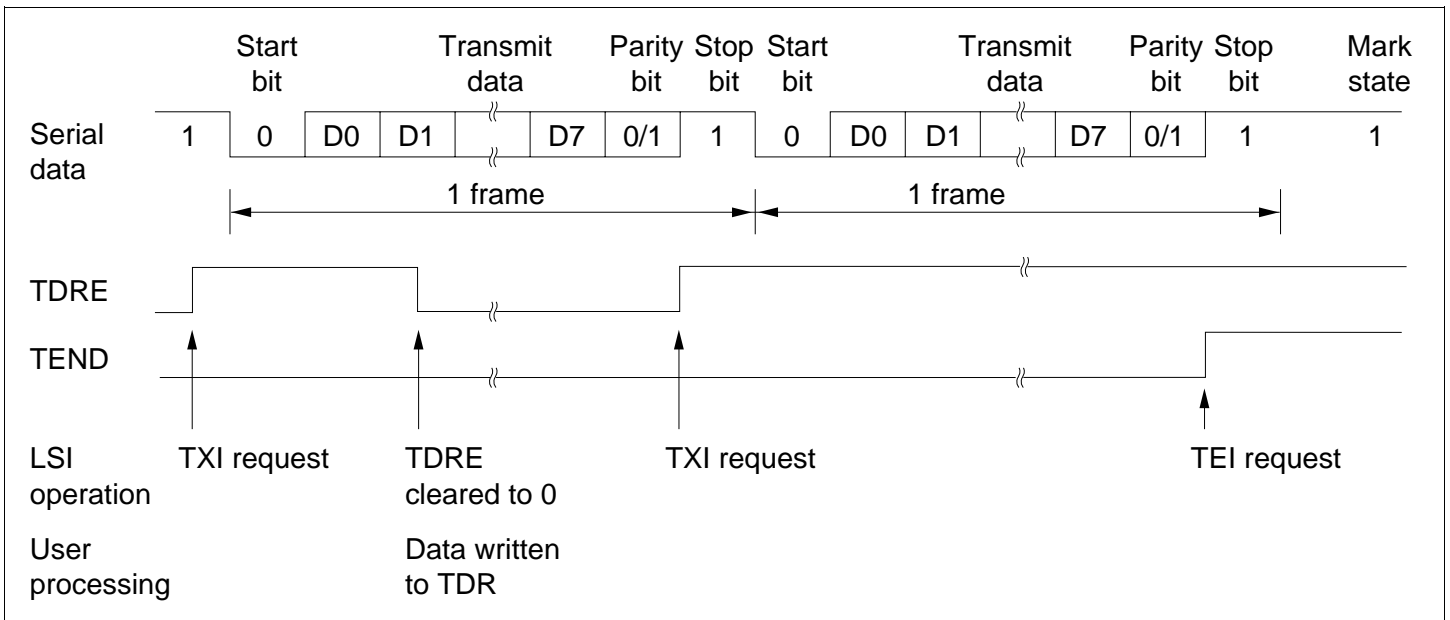 Start bit Transmit data Parity bit Stop bit Start bit Transmit data Parity bit Stop bit Mark state
Serial data 1 0 D0 D1 D7 0/1 1 0 D0 D1 D7 0/1 1 1
1 frame 1 frame
TDRE
TEND
LSI operation TXI request TDRE cleared to 0 TXI request TEI request
User processing Data written to TDR